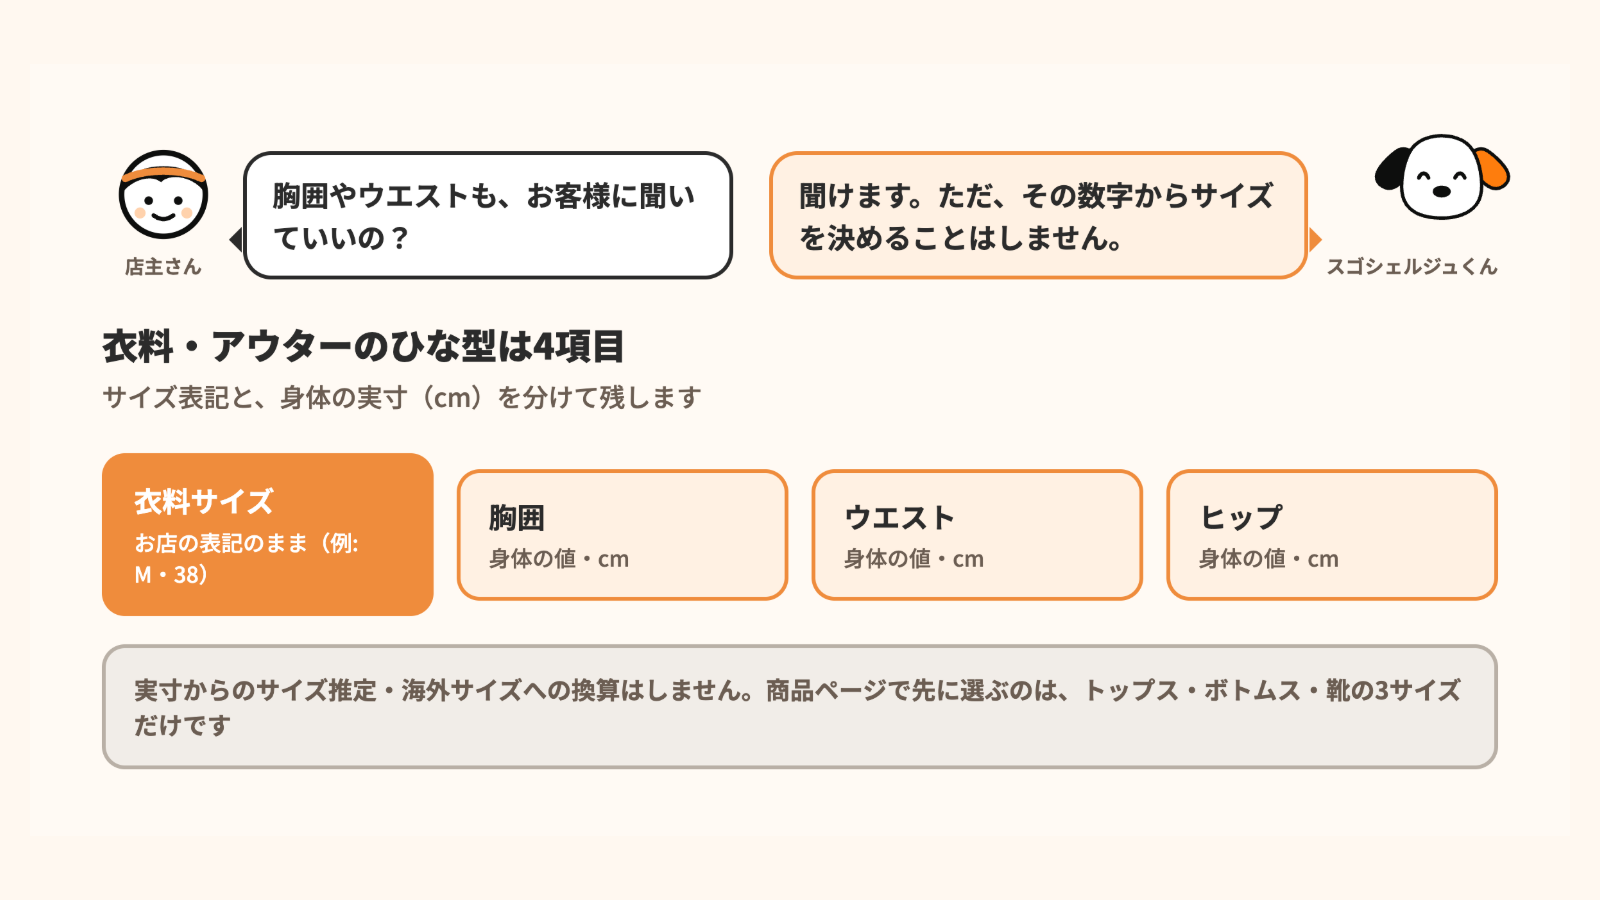 胸囲やウエストも、お客様に聞い
ていいの？
店主さん
聞けます。ただ、その数字からサイズ
を決めることはしません。
スゴシェルジュくん
衣料・アウターのひな型は4項目
サイズ表記と、身体の実寸（cm）を分けて残します
衣料サイズ
お店の表記のまま（例:
M・38）
胸囲
身体の値・cm
ウエスト
身体の値・cm
ヒップ
身体の値・cm
実寸からのサイズ推定・海外サイズへの換算はしません。商品ページで先に選ぶのは、トップス・ボトムス・靴の3サイズ
だけです